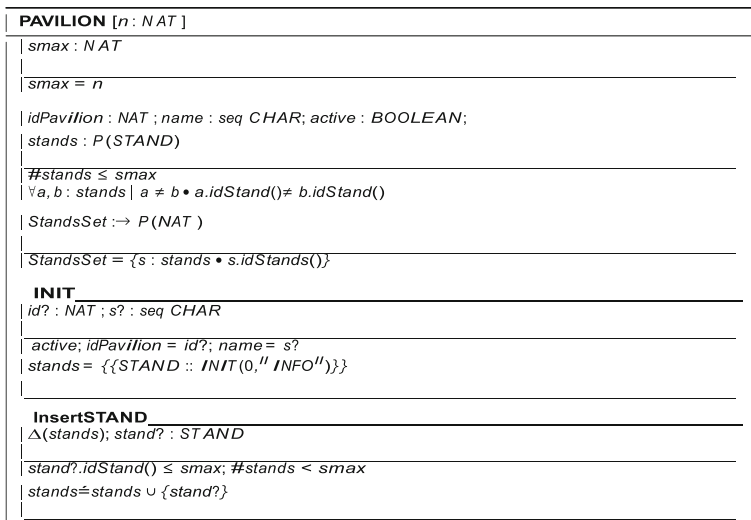 PAVILION [n : NAT ]
smax : NAT
smax = n
idPavilion : NAT ; name : seq CHAR; active : BOOLEAN;
stands : P(STAND)
#stands ≤ smax
∀a, b : stands | a ≠ b • a.idStand()≠ b.idStand()
StandsSet :→ P(NAT )
StandsSet = {s : stands • s.idStands()}
INIT
id? : NAT ; s? : seq CHAR
active; idPavilion = id?; name = s?
stands = {{STAND :: INIT(0,″ INFO″)}}
InsertSTAND
Δ(stands); stand? : STAND
stand?.idStand() ≤ smax; #stands < smax
stands≐stands ∪ {stand?}